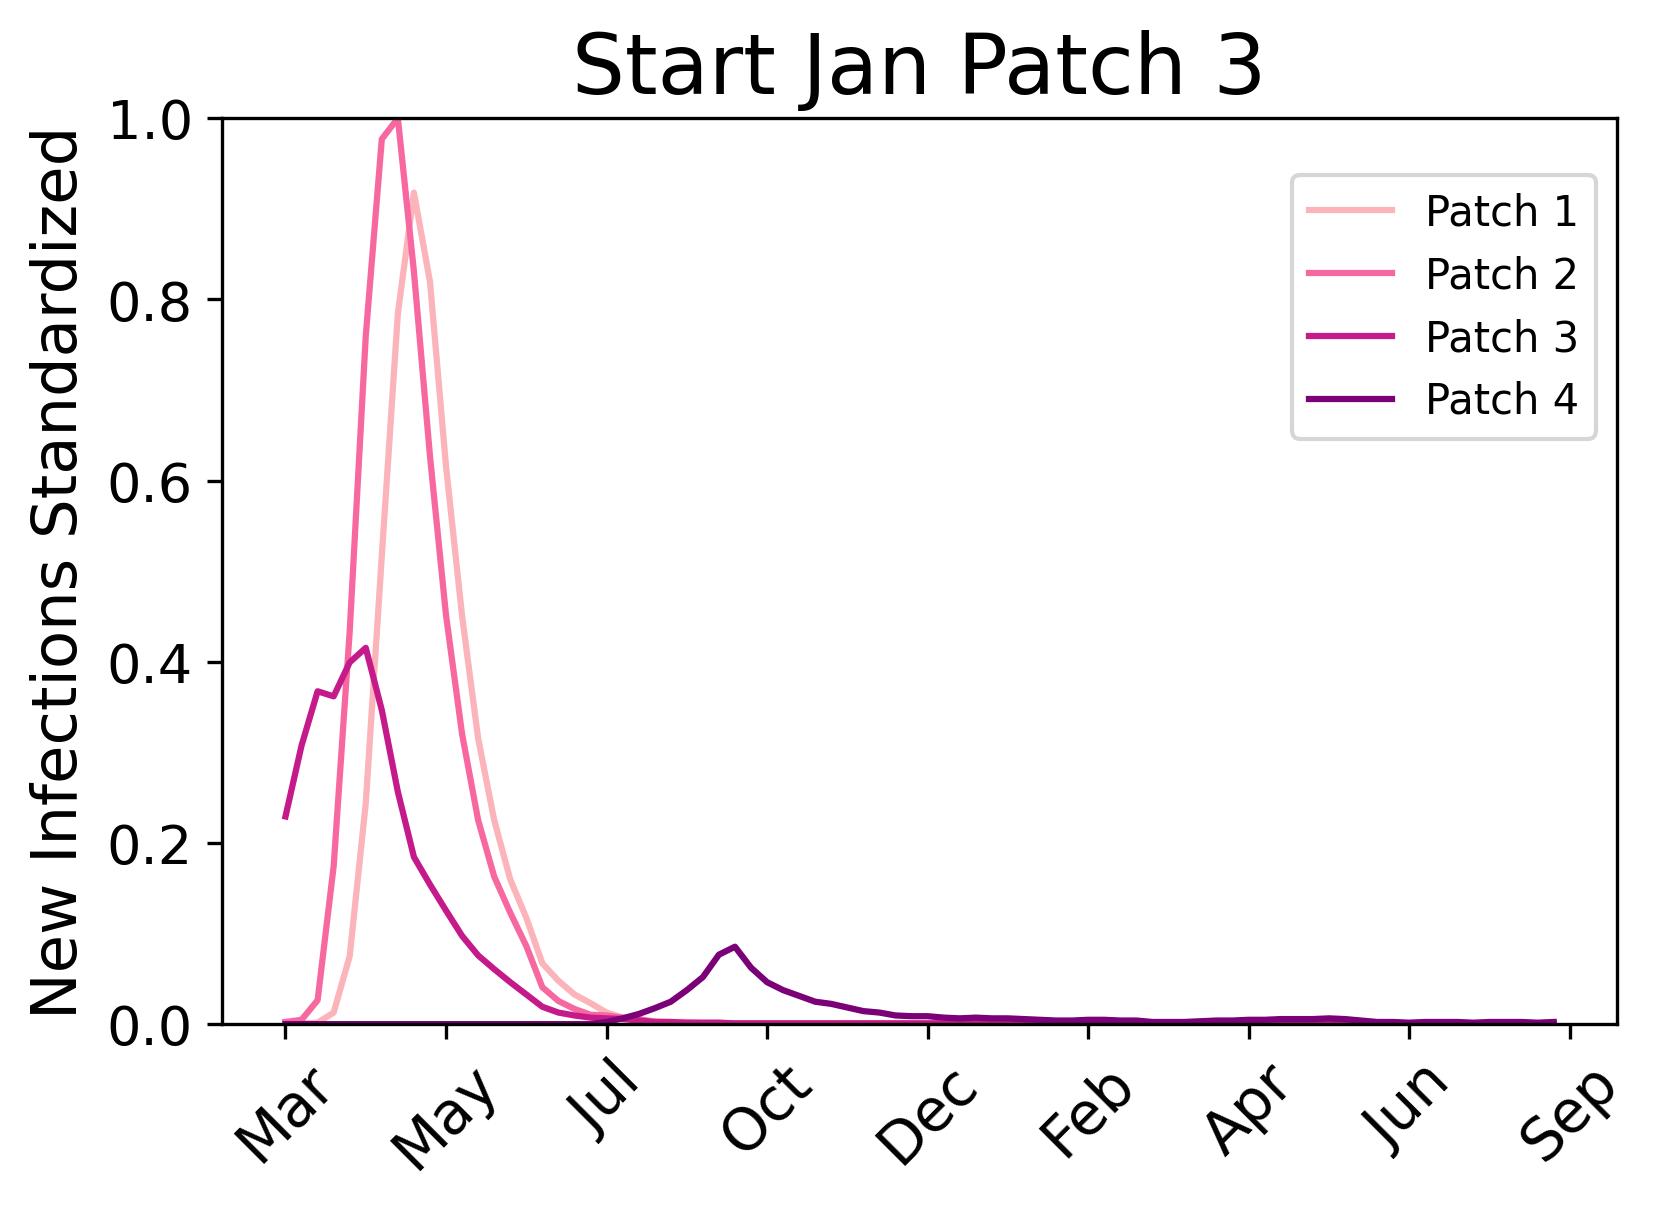 Start Jan Patch 3
New Infections Standardized
1.0
0.8
0.6
0.4
0.2
0.0
Mar
May
Jul
Oct
Dec
Feb
Apr
Jun
Sep
Patch 1
Patch 2
Patch 3
Patch 4